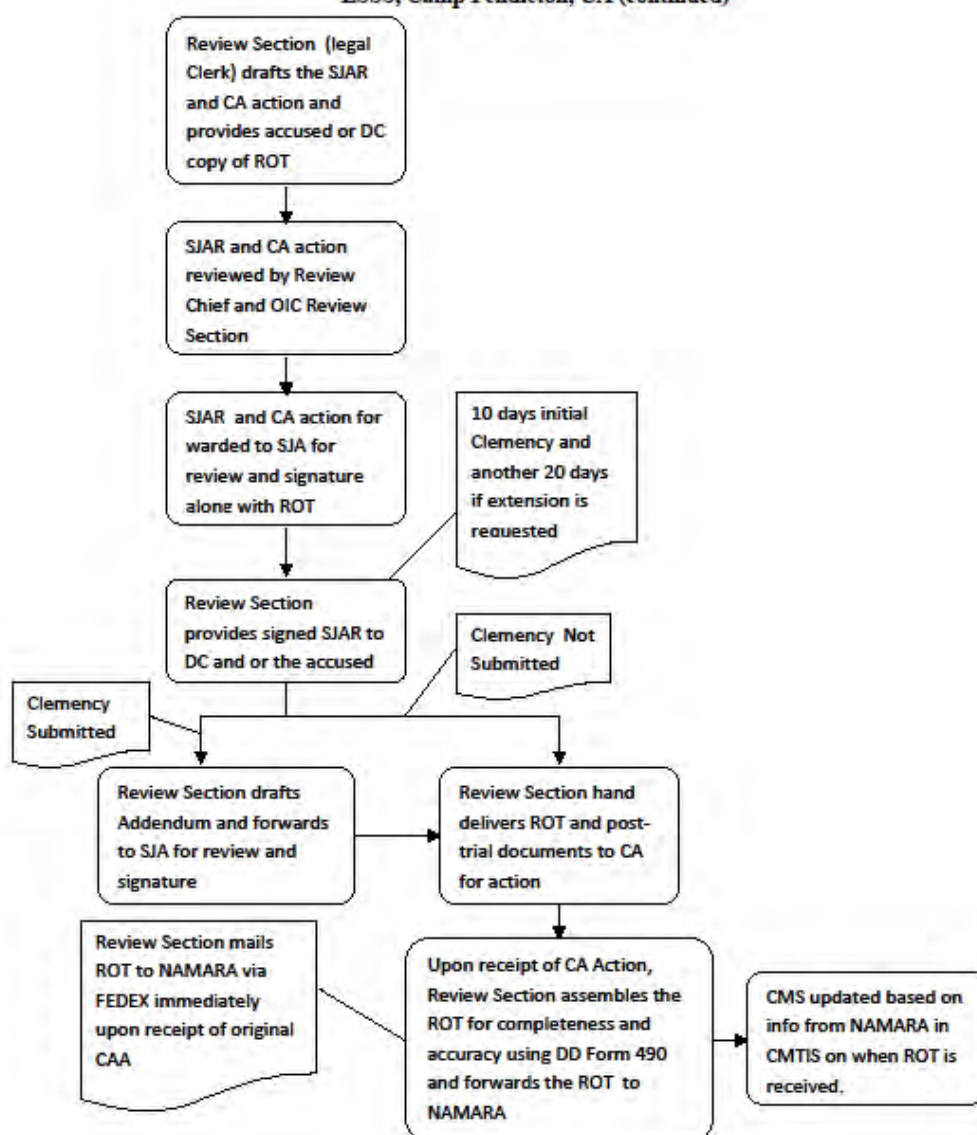 LSSS, Camp Pendleton, CA (continued)
Review Section (legal
Clerk) drafts the SJAR
and CA action and
provides accused or DC
copy of ROT
SJAR and CA action
reviewed by Review
Chief and OIC Review
Section
SJAR and CA action for
warded to SJA for
review and signature
along with ROT
10 days initial
Clemency and
another 20 days
if extension is
requested
Review Section
provides signed SJAR to
DC and or the accused
Clemency Not
Submitted
Clemency
Submitted
Review Section drafts
Addendum and forwards
to SJA for review and
signature
Review Section hand
delivers ROT and post-
trial documents to CA
for action
Review Section mails
ROT to NAMARA via
FEDEX immediately
upon receipt of original
CAA
Upon receipt of CA Action,
Review Section assembles the
ROT for completeness and
accuracy using DD Form 490
and forwards the ROT to
NAMARA
CMS updated based on
info from NAMARA in
CMTIS on when ROT is
received.